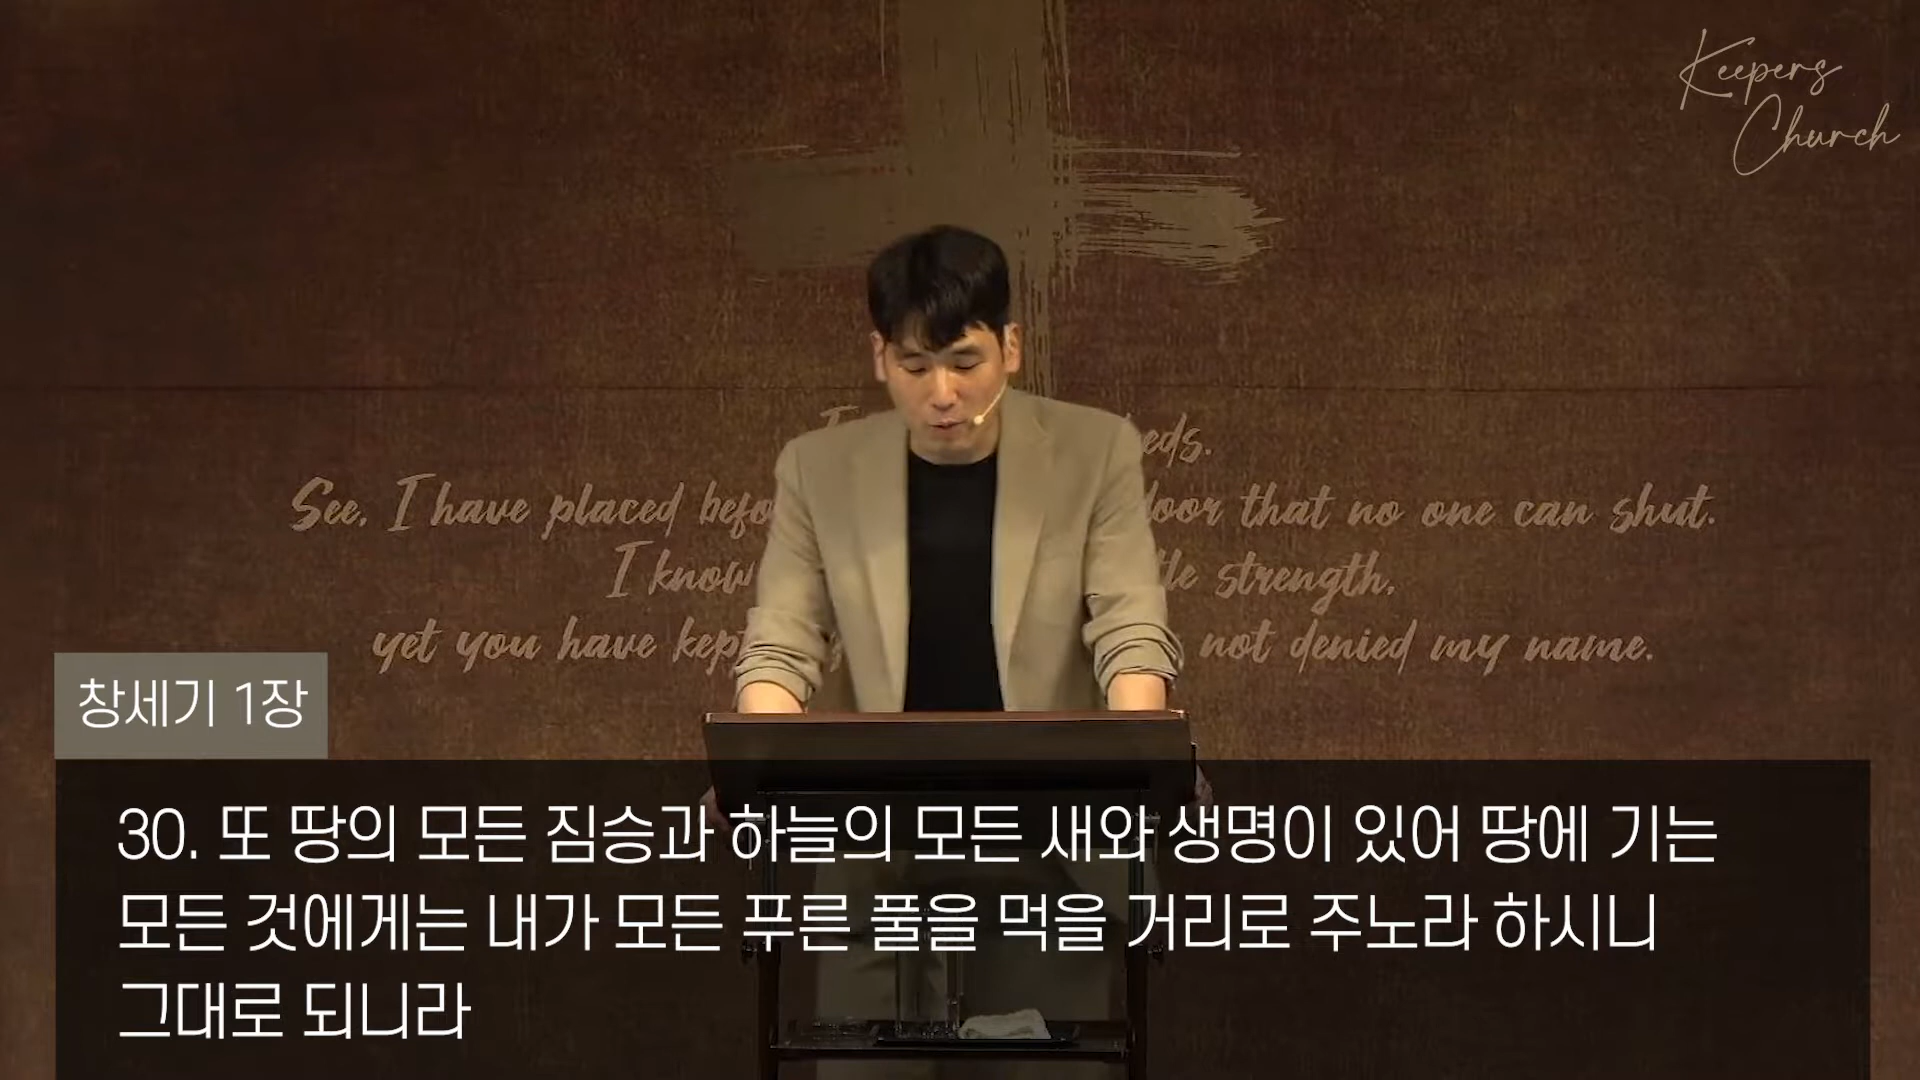 Keepers
Church
eds.
See, I have placed befo door that no one can shut.
I know strength,
yet you have kept not denied my name.
창세기 1장
30. 또 땅의 모든 짐승과 하늘의 모든 새와 생명이 있어 땅에 기는
모든 것에게는 내가 모든 푸른 풀을 먹을 거리로 주노라 하시니
그대로 되니라